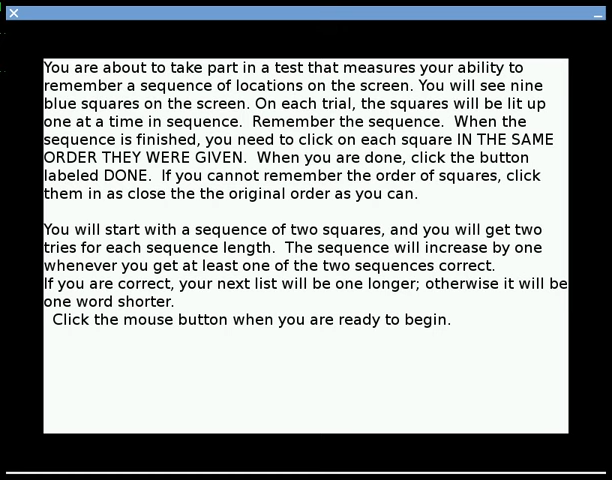 You are about to take part in a test that measures your ability to
remember a sequence of locations on the screen. You will see nine
blue squares on the screen. On each trial, the squares will be lit up
one at a time in sequence.  Remember the sequence.  When the
sequence is finished, you need to click on each square IN THE SAME
ORDER THEY WERE GIVEN.  When you are done, click the button
labeled DONE.  If you cannot remember the order of squares, click
them in as close the the original order as you can.

You will start with a sequence of two squares, and you will get two
tries for each sequence length.  The sequence will increase by one
whenever you get at least one of the two sequences correct.
If you are correct, your next list will be one longer; otherwise it will be
one word shorter.
Click the mouse button when you are ready to begin.